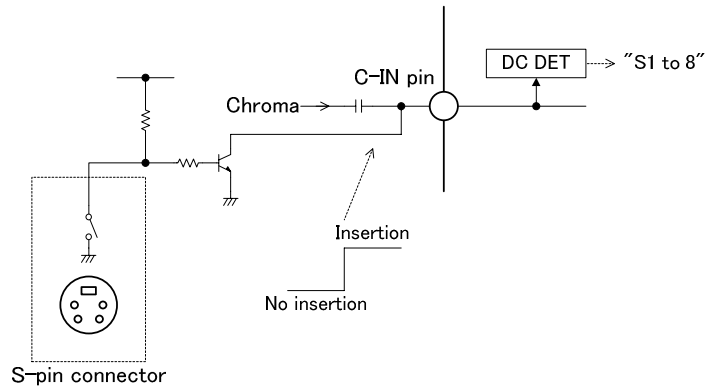 DC DET
"S1 to 8"
C-IN pin
Chroma
Insertion
No insertion
S-pin connector